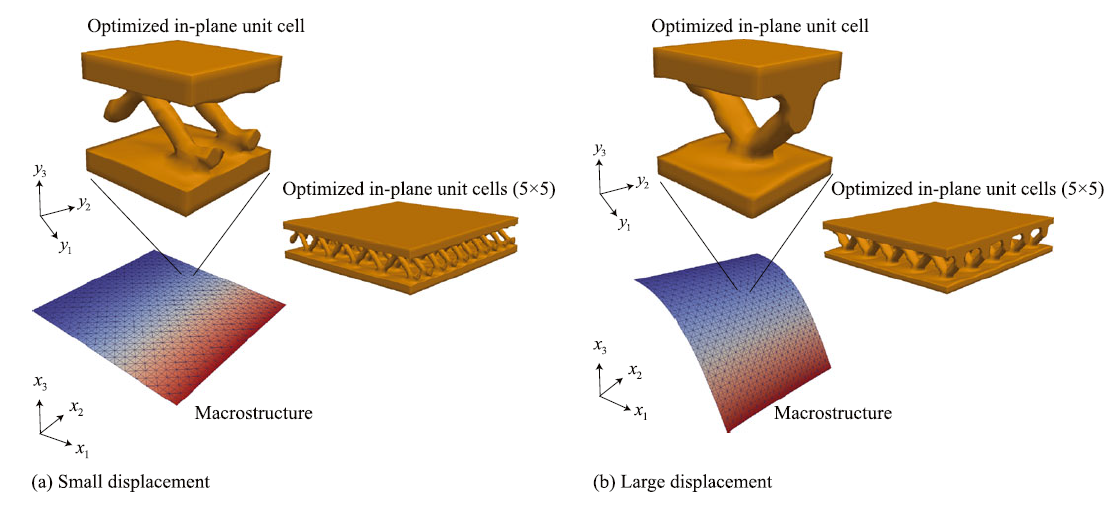 Optimized in-plane unit cell
y3
y2
y1
Optimized in-plane unit cells (5×5)
x3
x2
x1
Macrostructure
(a) Small displacement
Optimized in-plane unit cell
y3
y2
y1
Optimized in-plane unit cells (5×5)
x3
x2
x1
Macrostructure
(b) Large displacement